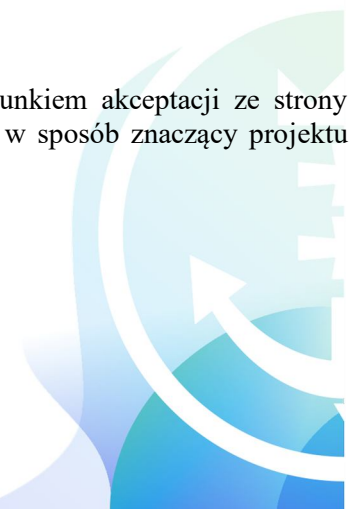 unkiem akceptacji ze strony
w sposób znaczący projektu